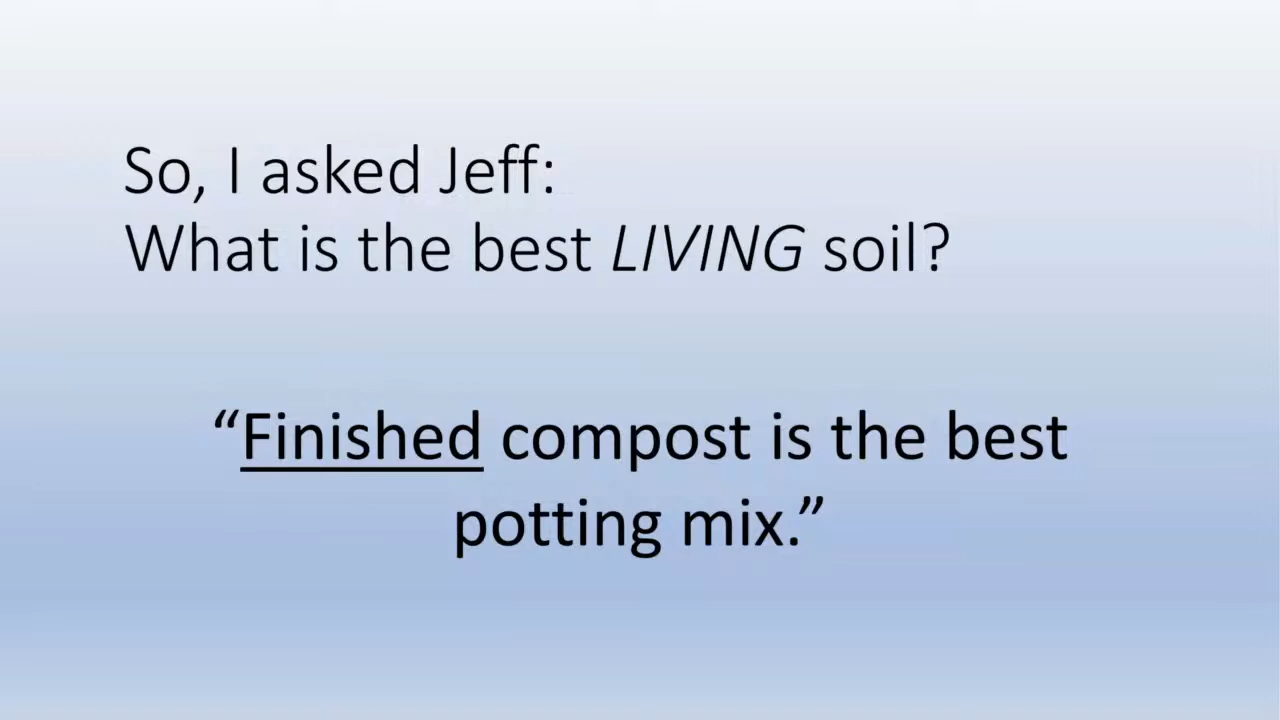 So, I asked Jeff:
What is the best LIVING soil?
“Finished compost is the best
potting mix.”